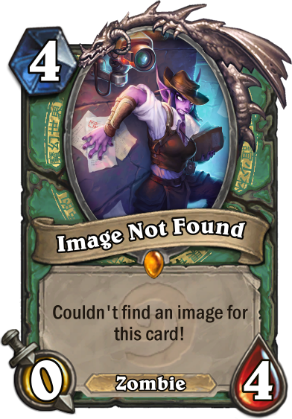 4
Image Not Found
Couldn't find an image for
this card!
0
Zombie
4